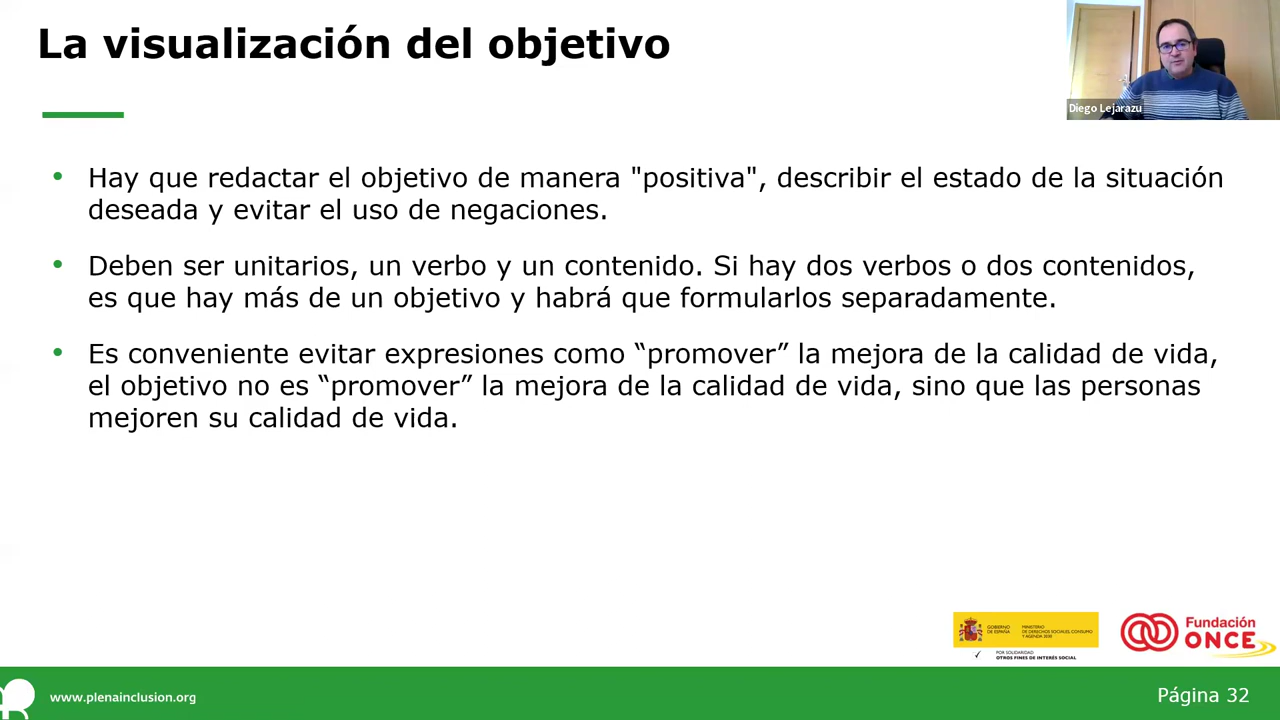 La visualización del objetivo
Diego Lejarazu
• Hay que redactar el objetivo de manera "positiva", describir el estado de la situación
deseada y evitar el uso de negaciones.
• Deben ser unitarios, un verbo y un contenido. Si hay dos verbos o dos contenidos,
es que hay más de un objetivo y habrá que formularlos separadamente.
• Es conveniente evitar expresiones como “promover” la mejora de la calidad de vida,
el objetivo no es “promover” la mejora de la calidad de vida, sino que las personas
mejoren su calidad de vida.
GOBIERNO
DE ESPAÑA
MINISTERIO
DE DERECHOS SOCIALES, CONSUMO
Y AGENDA 2030
POR SOLIDARIDAD
OTROS FINES DE INTERÉS SOCIAL
Fundación
ONCE
www.plenainclusion.org
Página 32